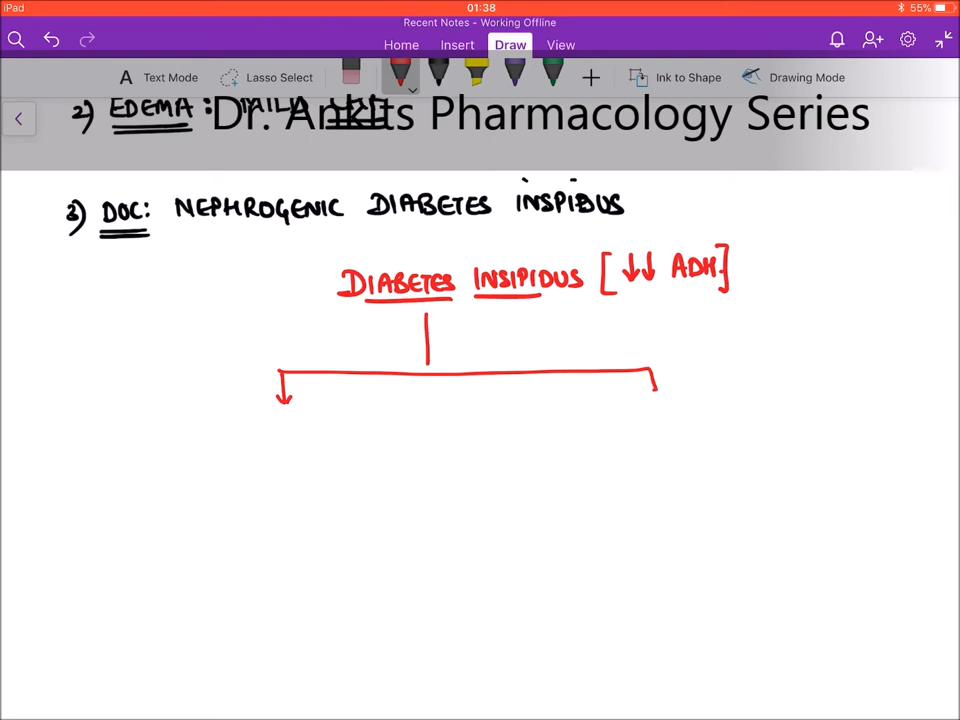 iPad 01:38 55%
Recent Notes - Working Offline
Home Insert Draw View
A Text Mode Lasso Select Ink to Shape Drawing Mode
2) EDEMA :
Dr. Ankits Pharmacology Series
3) DOC: NEPHROGENIC DIABETES INSPIDUS
DIABETES INSIPIDUS [↓↓ ADH]